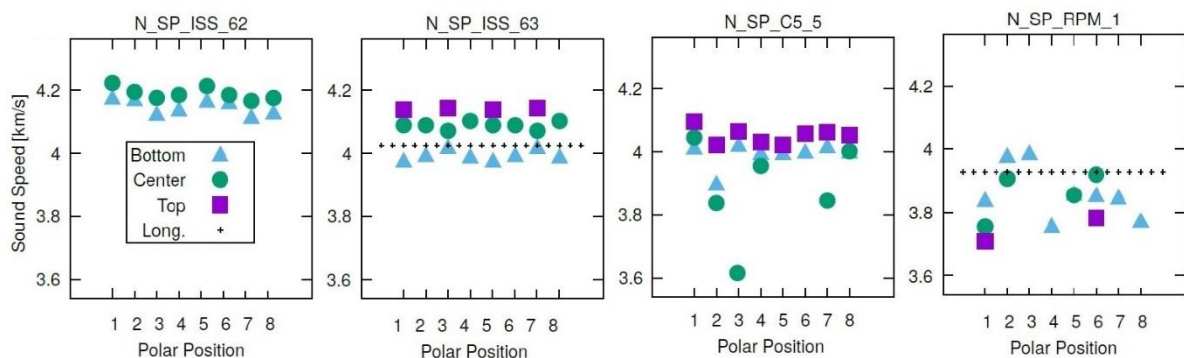 N_SP_ISS_62
N_SP_ISS_63
N_SP_C5_5
N_SP_RPM_1
Sound Speed [km/s]
4.2
4
3.8
3.6
Bottom
Center
Top
Long.
1 2 3 4 5 6 7 8
Polar Position
4.2
4
3.8
3.6
1 2 3 4 5 6 7 8
Polar Position
4.2
4
3.8
3.6
1 2 3 4 5 6 7 8
Polar Position
4.2
4
3.8
3.6
1 2 3 4 5 6 7 8
Polar Position